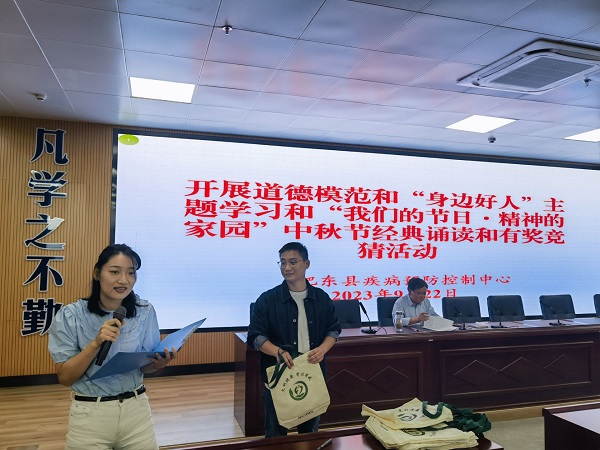 凡学之不勤
开展道德模范和“身边好人”主
题学习和“我们的节日·精神的
家园”中秋节经典诵读和有奖竞
猜活动
巴东县疾病预防控制中心
2023年9月22日